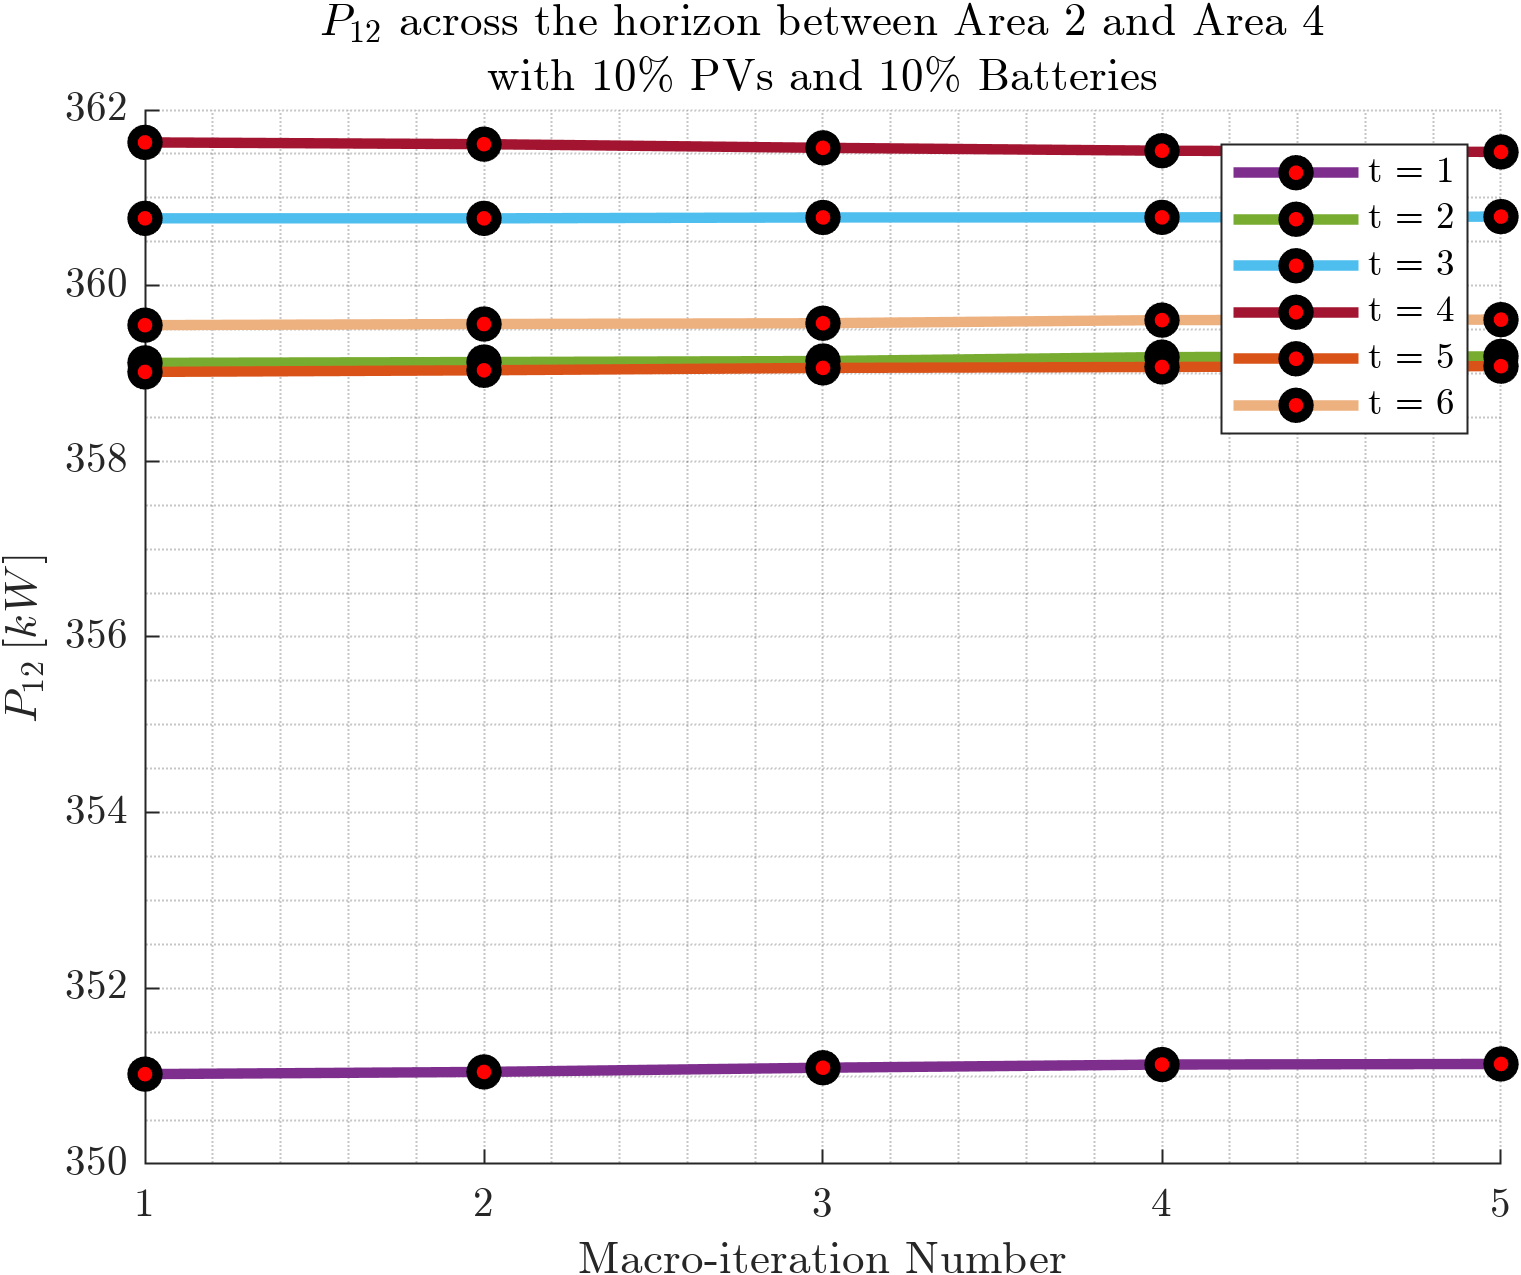 P12 across the horizon between Area 2 and Area 4
with 10% PVs and 10% Batteries
362
360
358
356
354
352
350
P12 [kW]
t = 1
t = 2
t = 3
t = 4
t = 5
t = 6
1 2 3 4 5
Macro-iteration Number